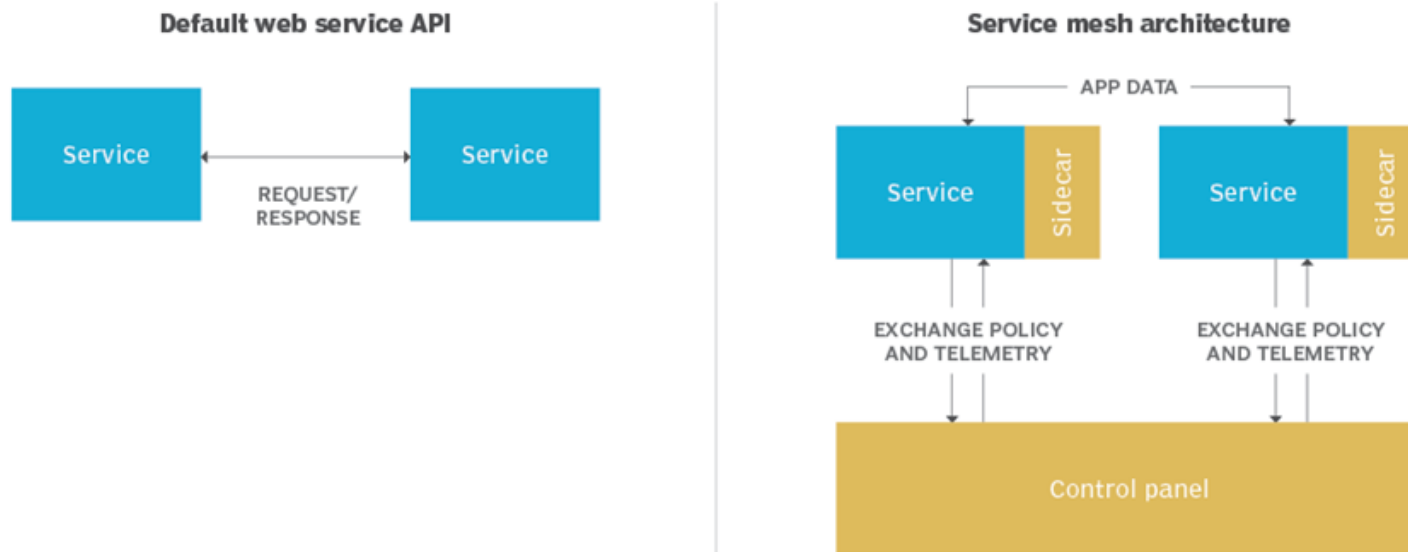 Default web service API
Service
REQUEST/
RESPONSE
Service
Service mesh architecture
APP DATA
Service
Sidecar
Service
Sidecar
EXCHANGE POLICY
AND TELEMETRY
EXCHANGE POLICY
AND TELEMETRY
Control panel